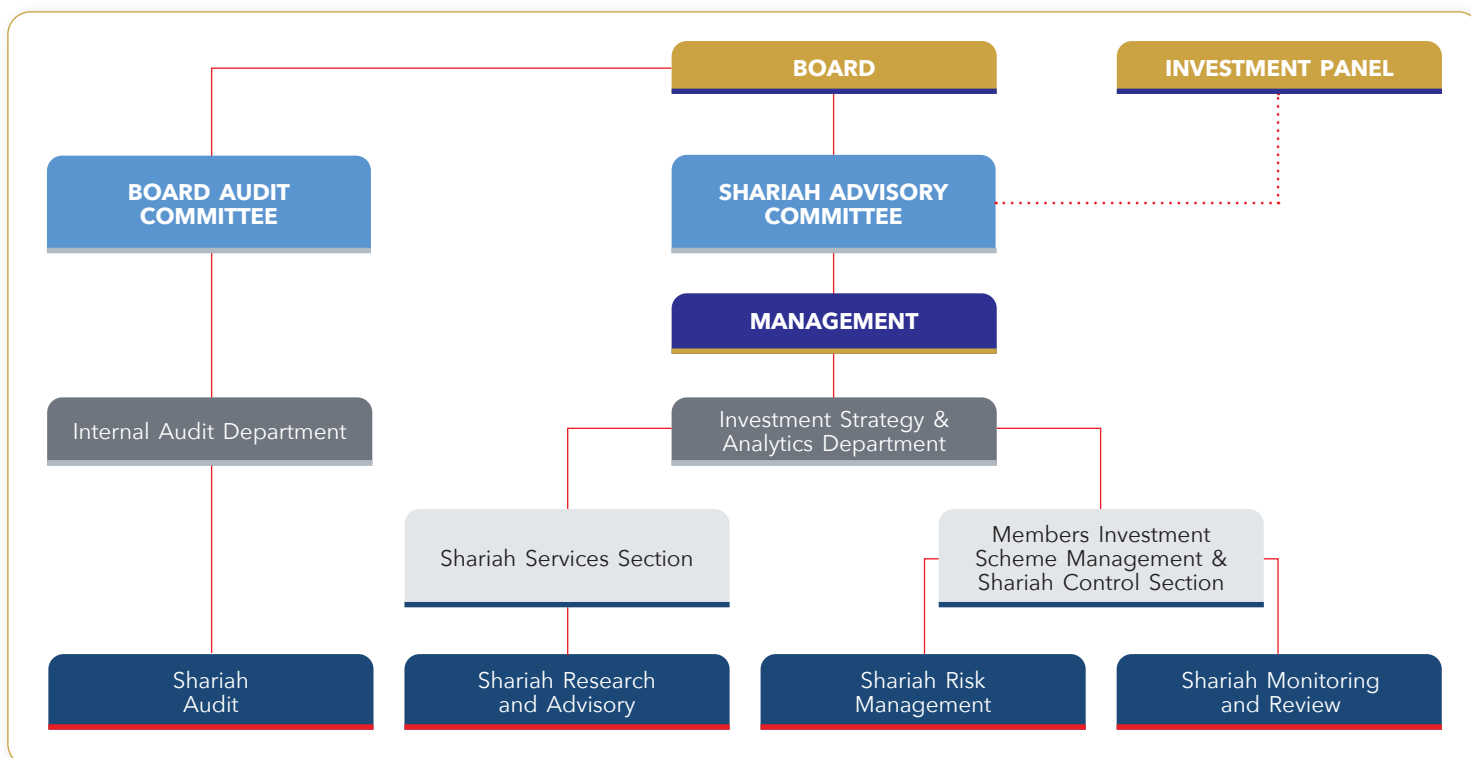 BOARD
INVESTMENT PANEL
BOARD AUDIT
COMMITTEE
SHARIAH ADVISORY
COMMITTEE
MANAGEMENT
Internal Audit Department
Investment Strategy &
Analytics Department
Shariah Services Section
Members Investment
Scheme Management &
Shariah Control Section
Shariah
Audit
Shariah Research
and Advisory
Shariah Risk
Management
Shariah Monitoring
and Review